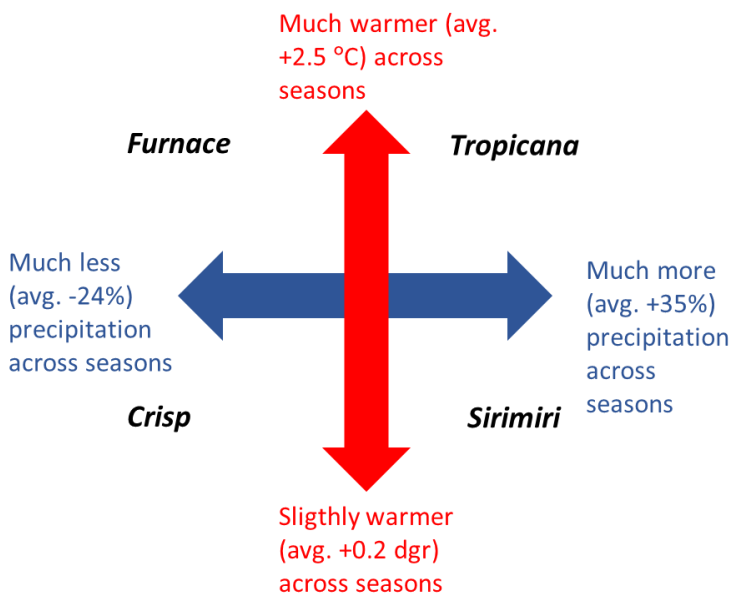 Much warmer (avg.
+2.5 °C) across
seasons
Furnace
Tropicana
Much less
(avg. -24%)
precipitation
across seasons
Much more
(avg. +35%)
precipitation
across
seasons
Crisp
Sirimiri
Sligthly warmer
(avg. +0.2 dgr)
across seasons